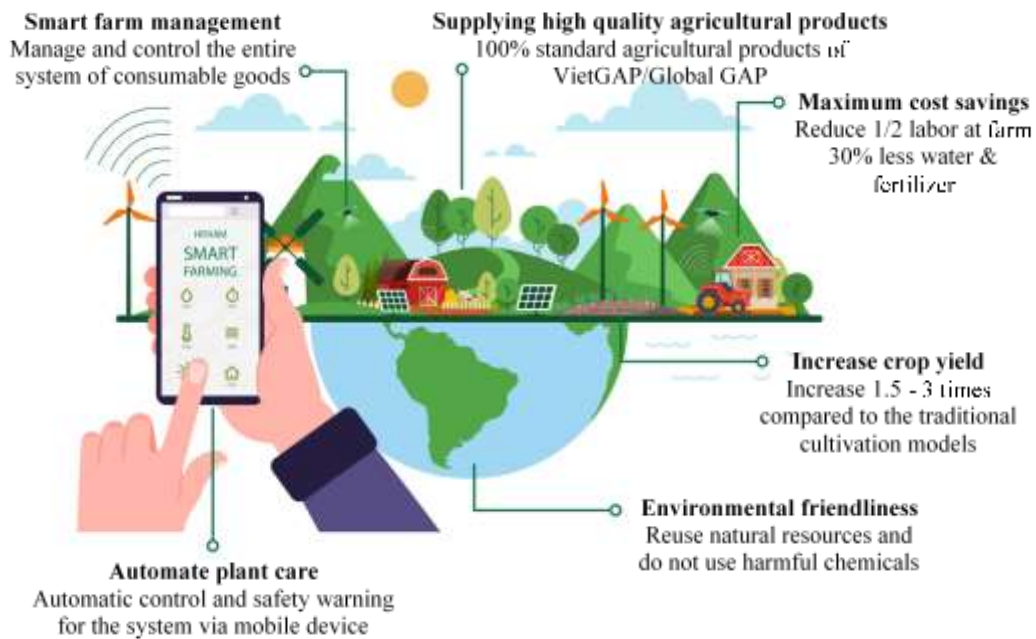 Smart farm management
Manage and control the entire
system of consumable goods
Supplying high quality agricultural products
100% standard agricultural products of
VietGAP/Global GAP
Maximum cost savings
Reduce 1/2 labor at farm
30% less water &
fertilizer
SMART
FARMING
Increase crop yield
Increase 1.5 - 3 times
compared to the traditional
cultivation models
Environmental friendliness
Reuse natural resources and
do not use harmful chemicals
Automate plant care
Automatic control and safety warning
for the system via mobile device